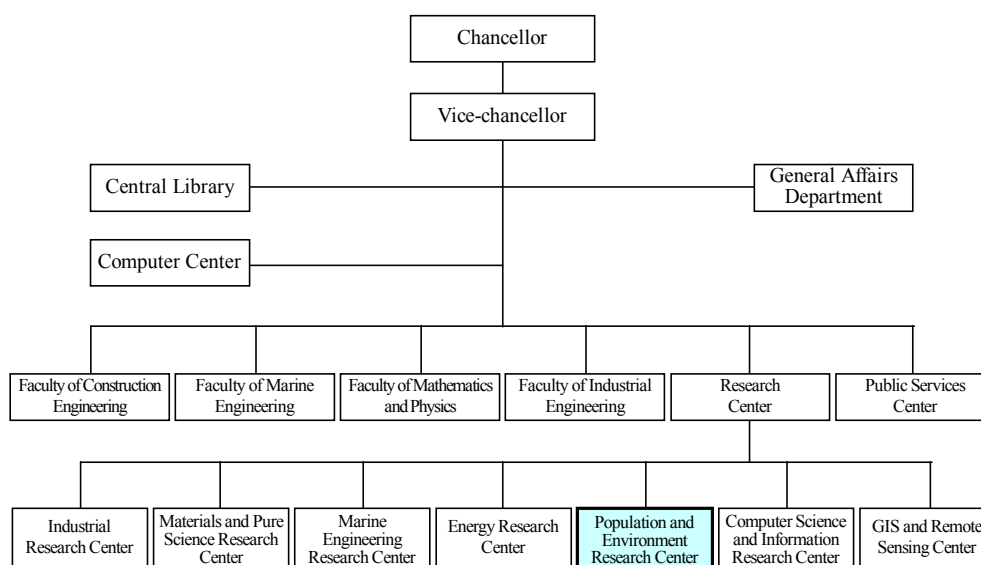 Chancellor
Vice-chancellor
Central Library
General Affairs
Department
Computer Center
Faculty of Construction
Engineering
Faculty of Marine
Engineering
Faculty of Mathematics
and Physics
Faculty of Industrial
Engineering
Research
Center
Public Services
Center
Industrial
Research Center
Materials and Pure
Science Research
Center
Marine
Engineering
Research Center
Energy Research
Center
Population and
Environment
Research Center
Computer Science
and Information
Research Center
GIS and Remote
Sensing Center